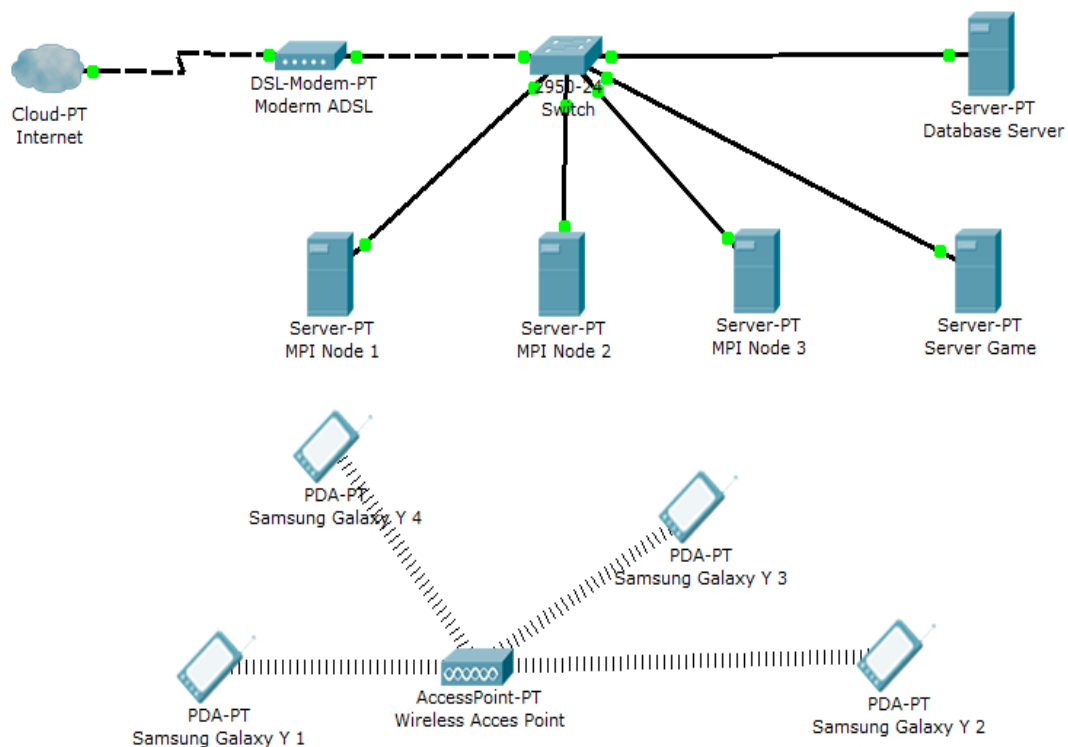 Cloud-PT
Internet
DSL-Modem-PT
Moderm ADSL
2950-24
Switch
Server-PT
Database Server
Server-PT
MPI Node 1
Server-PT
MPI Node 2
Server-PT
MPI Node 3
Server-PT
Server Game
PDA-PT
Samsung Galaxy Y 4
PDA-PT
Samsung Galaxy Y 3
PDA-PT
Samsung Galaxy Y 1
AccessPoint-PT
Wireless Acces Point
PDA-PT
Samsung Galaxy Y 2